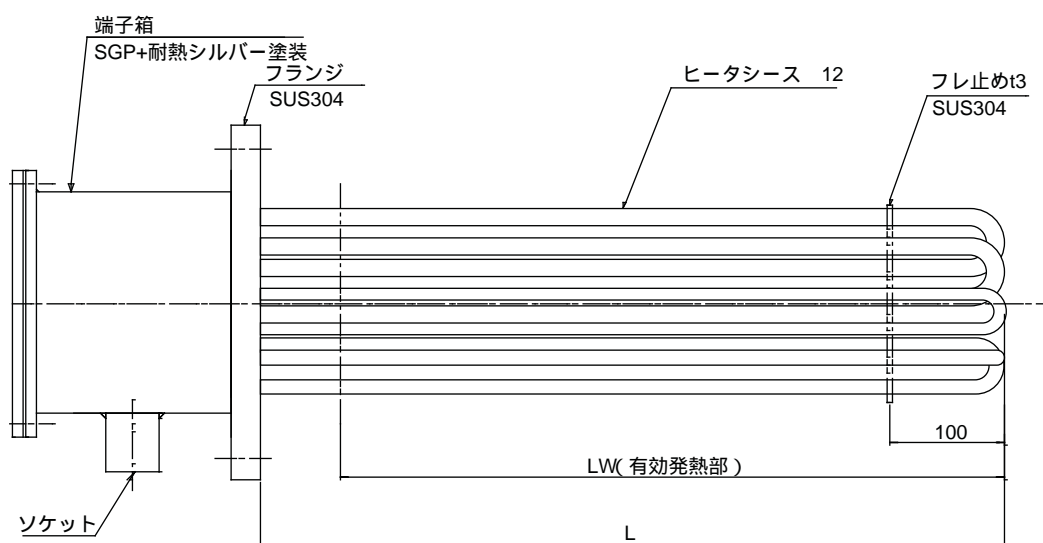 端子箱
SGP+耐熱シルバー塗装
フランジ
SUS304
ヒータシース 12
フレ止めt3
SUS304
100
LW(有効発熱部)
ソケット
L